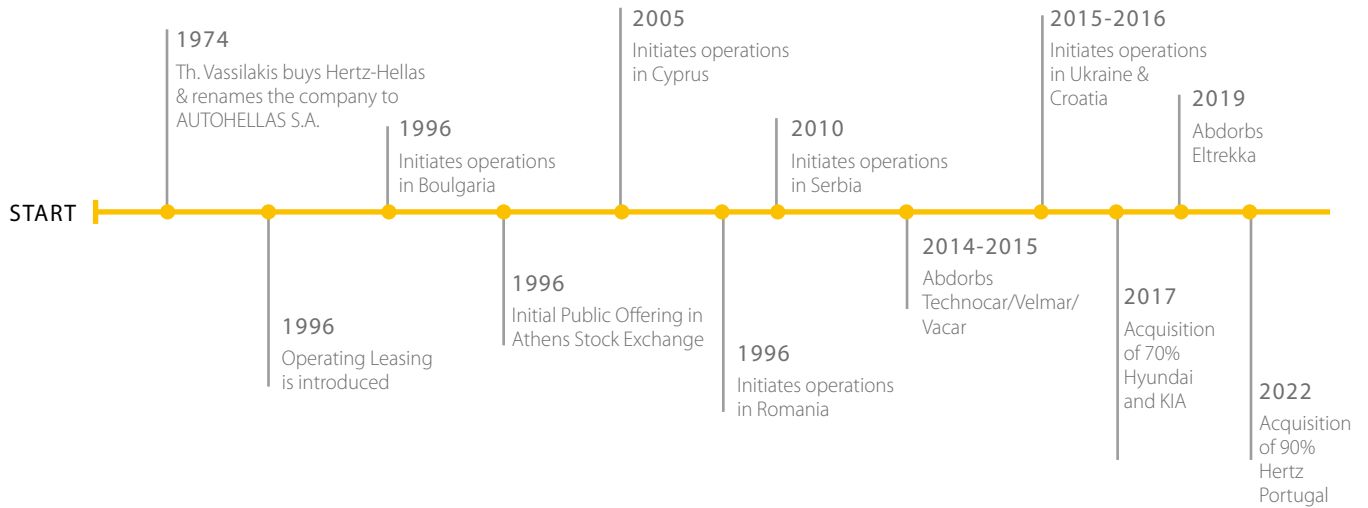 START
1974
Th. Vassilakis buys Hertz-Hellas
& renames the company to
AUTOHELLAS S.A.
1996
Operating Leasing
is introduced
1996
Initiates operations
in Boulgaria
1996
Initial Public Offering in
Athens Stock Exchange
2005
Initiates operations
in Cyprus
1996
Initiates operations
in Romania
2010
Initiates operations
in Serbia
2014-2015
Abdorbs
Technocar/Velmar/
Vacar
2015-2016
Initiates operations
in Ukraine &
Croatia
2017
Acquisition
of 70%
Hyundai
and KIA
2019
Abdorbs
Eltrekka
2022
Acquisition
of 90%
Hertz
Portugal